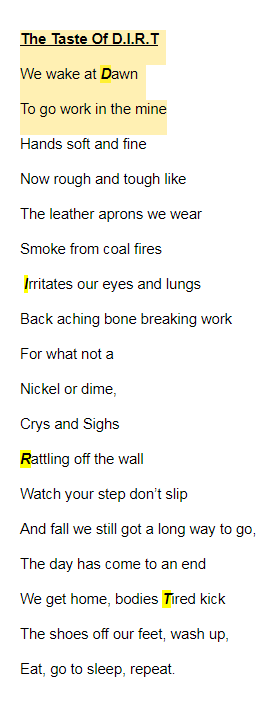 The Taste Of D.I.R.T
We wake at Dawn
To go work in the mine
Hands soft and fine
Now rough and tough like
The leather aprons we wear
Smoke from coal fires
Irritates our eyes and lungs
Back aching bone breaking work
For what not a
Nickel or dime,
Crys and Sighs
Rattling off the wall
Watch your step don’t slip
And fall we still got a long way to go,
The day has come to an end
We get home, bodies Tired kick
The shoes off our feet, wash up,
Eat, go to sleep, repeat.